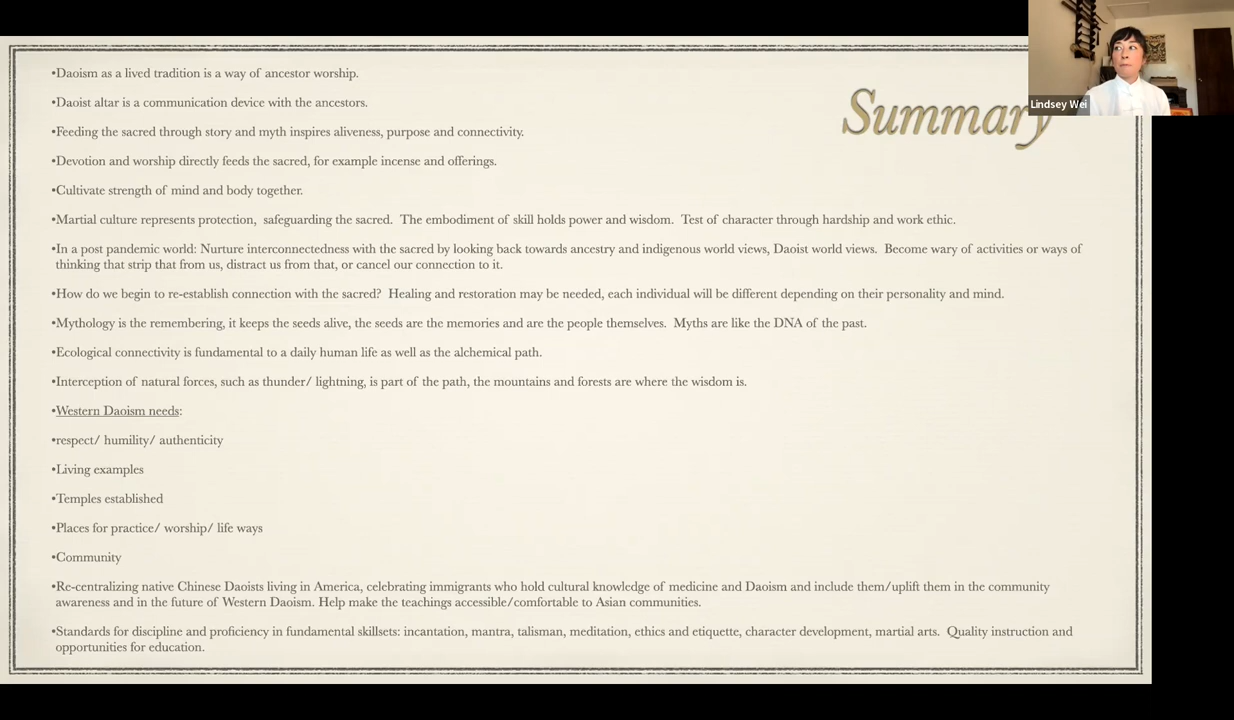 Summary
Lindsey Wei
•Daoism as a lived tradition is a way of ancestor worship.
•Daoist altar is a communication device with the ancestors.
•Feeding the sacred through story and myth inspires aliveness, purpose and connectivity.
•Devotion and worship directly feeds the sacred, for example incense and offerings.
•Cultivate strength of mind and body together.
•Martial culture represents protection, safeguarding the sacred. The embodiment of skill holds power and wisdom. Test of character through hardship and work ethic.
•In a post pandemic world: Nurture interconnectedness with the sacred by looking back towards ancestry and indigenous world views, Daoist world views. Become wary of activities or ways of
thinking that strip that from us, distract us from that, or cancel our connection to it.
•How do we begin to re-establish connection with the sacred? Healing and restoration may be needed, each individual will be different depending on their personality and mind.
•Mythology is the remembering, it keeps the seeds alive, the seeds are the memories and are the people themselves. Myths are like the DNA of the past.
•Ecological connectivity is fundamental to a daily human life as well as the alchemical path.
•Interception of natural forces, such as thunder/ lightning, is part of the path, the mountains and forests are where the wisdom is.
•Western Daoism needs:
•respect/ humility/ authenticity
•Living examples
•Temples established
•Places for practice/ worship/ life ways
•Community
•Re-centralizing native Chinese Daoists living in America, celebrating immigrants who hold cultural knowledge of medicine and Daoism and include them/uplift them in the community
awareness and in the future of Western Daoism. Help make the teachings accessible/comfortable to Asian communities.
•Standards for discipline and proficiency in fundamental skillsets: incantation, mantra, talisman, meditation, ethics and etiquette, character development, martial arts. Quality instruction and
opportunities for education.